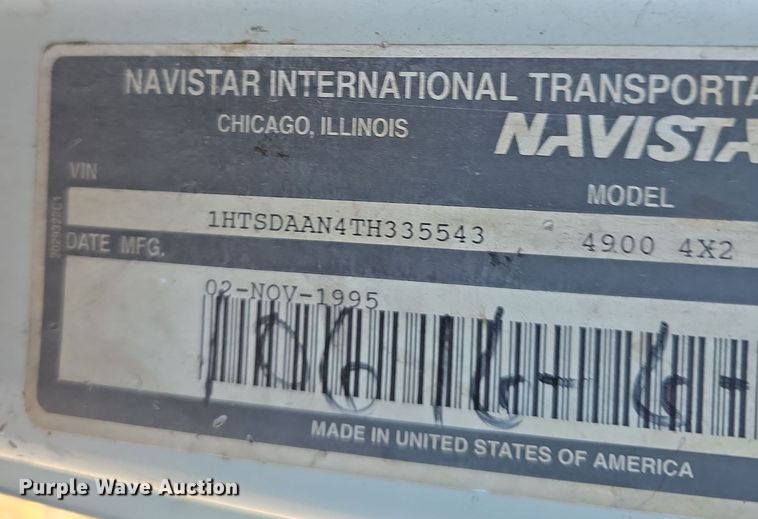 NAVISTAR INTERNATIONAL TRANSPORTA
CHICAGO, ILLINOIS
NAVISTA
VIN
MODEL
1HTSDAAN4TH335543
4900 4X2
2029322C1
DATE MFG.
02-NOV-1995
MADE IN UNITED STATES OF AMERICA
Purple Wave Auction